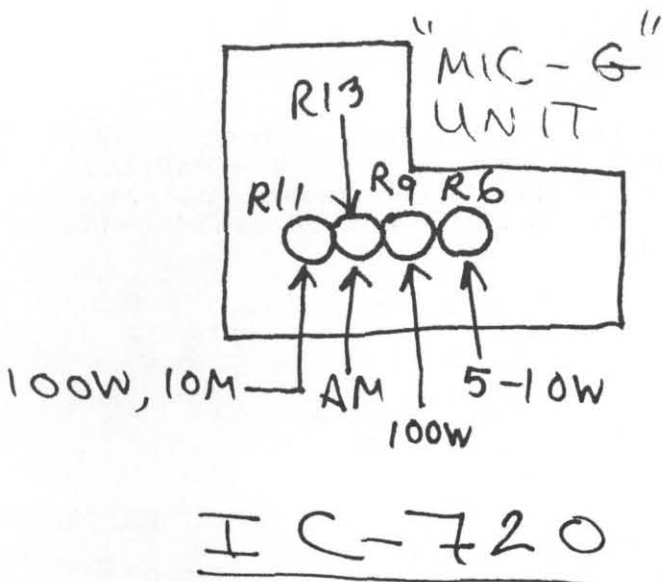 "MIC-G"
UNIT
R13
R11 R9 R6
100W, 10M AM 5-10W
100W
IC-720